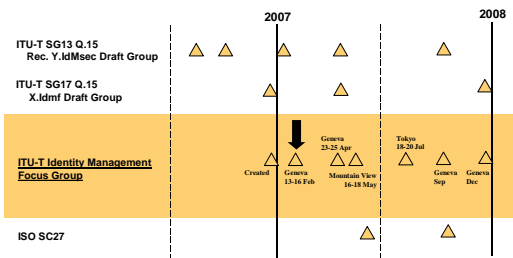 2007
2008
ITU-T SG13 Q.15
Rec. Y.IdMsec Draft Group
ITU-T SG17 Q.15
X.Idmf Draft Group
ITU-T Identity Management
Focus Group
Created
Geneva
13-16 Feb
Geneva
23-25 Apr
Mountain View
16-18 May
Tokyo
18-20 Jul
Geneva
Sep
Geneva
Dec
ISO SC27